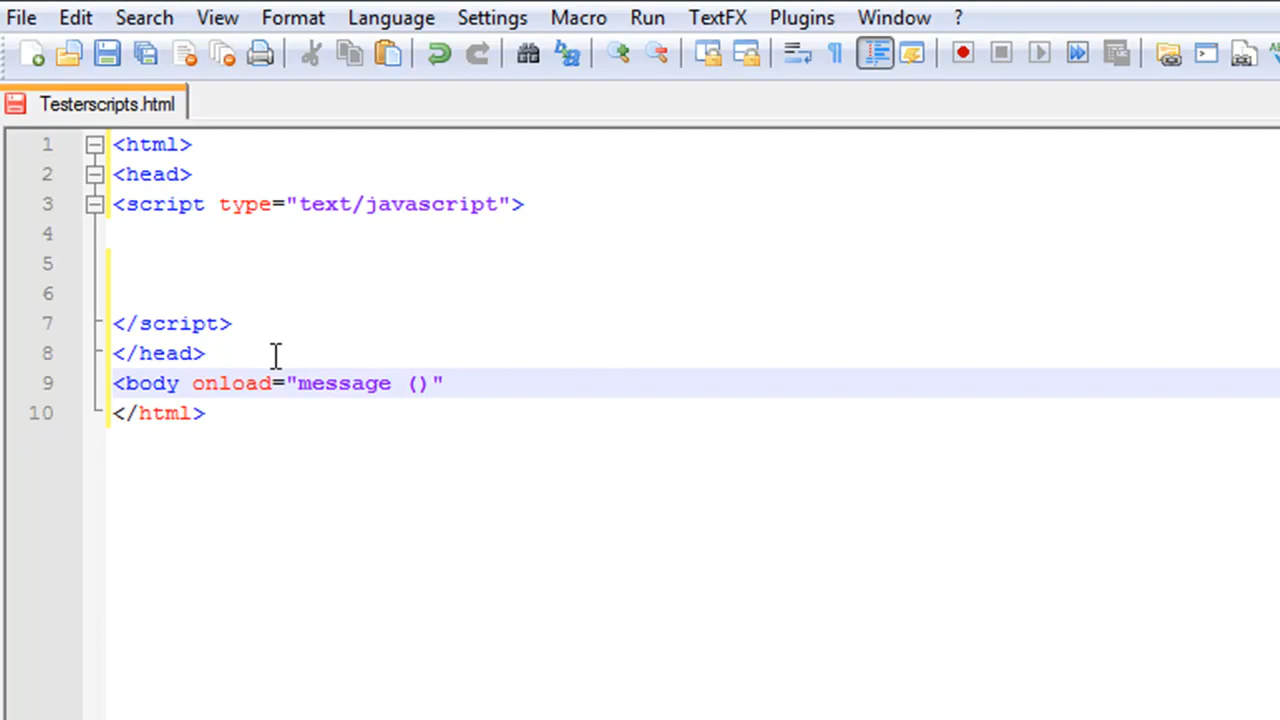 File Edit Search View Format Language Settings Macro Run TextFX Plugins Window ?
Testerscripts.html
1 <html>
2 <head>
3 <script type="text/javascript">
4
5
6
7 </script>
8 </head>
9 <body onload="message ()"
10 </html>